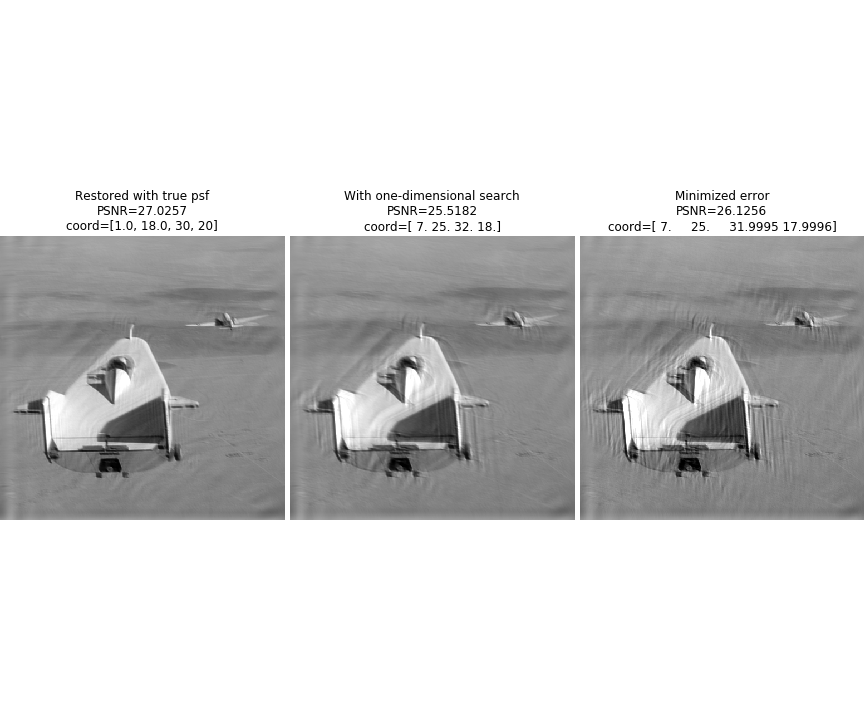 Restored with true psf
PSNR=27.0257
coord=[1.0, 18.0, 30, 20]
With one-dimensional search
PSNR=25.5182
coord=[ 7. 25. 32. 18.]
Minimized error
PSNR=26.1256
coord=[ 7.     25.     31.9995 17.9996]